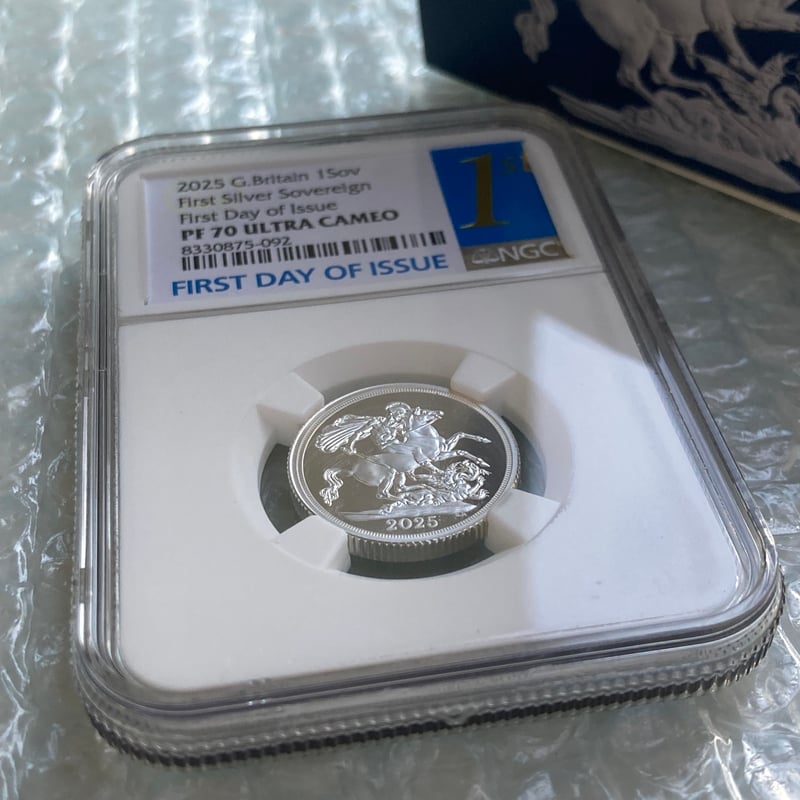 2025 G.Britain 1Sov
First Silver Sovereign
First Day of Issue
PF 70 ULTRA CAMEO
8330875-092
FIRST DAY OF ISSUE
1st
NGC
2025